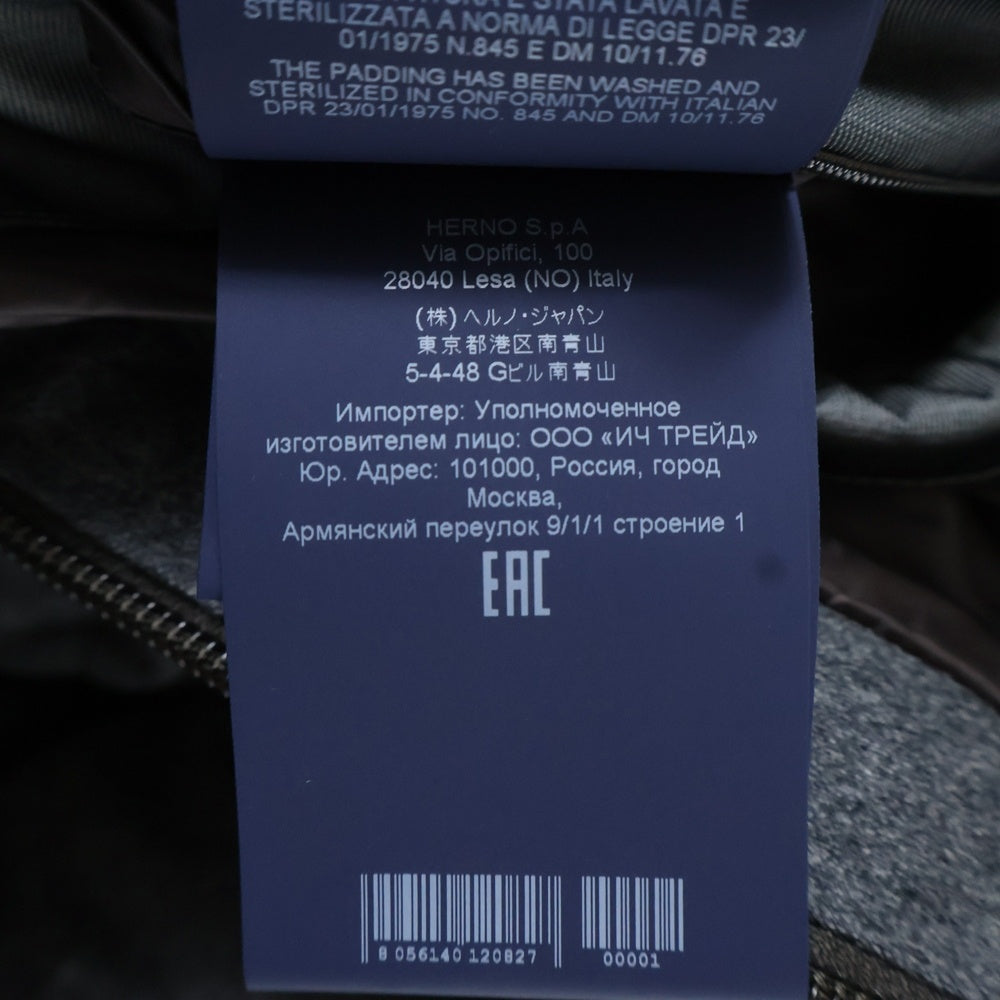 È STATA LAVATA E
STERILIZZATA A NORMA DI LEGGE DPR 23/
01/1975 N.845 E DM 10/11.76
THE PADDING HAS BEEN WASHED AND
STERILIZED IN CONFORMITY WITH ITALIAN
DPR 23/01/1975 NO. 845 AND DM 10/11.76
HERNO S.p.A
Via Opifici, 100
28040 Lesa (NO) Italy
(株)ヘルノ・ジャパン
東京都港区南青山
5-4-48 Gビル南青山
Импортер: Уполномоченное
изготовителем лицо: ООО «ИЧ ТРЕЙД»
Юр. Адрес: 101000, Россия, город
Москва,
Армянский переулок 9/1/1 строение 1
EAC
8 056140 120827
00001